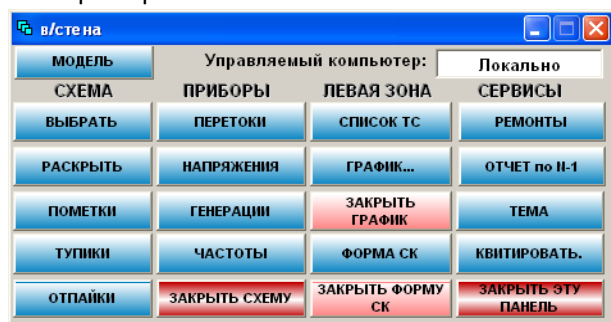 в/стена
МОДЕЛЬ Управляемый компьютер: Локально
СХЕМА ПРИБОРЫ ЛЕВАЯ ЗОНА СЕРВИСЫ
ВЫБРАТЬ ПЕРЕТОКИ СПИСОК ТС РЕМОНТЫ
РАСКРЫТЬ НАПРЯЖЕНИЯ ГРАФИК... ОТЧЕТ по N-1
ПОМЕТКИ ГЕНЕРАЦИИ ЗАКРЫТЬ
ГРАФИК ТЕМА
ТУПИКИ ЧАСТОТЫ ФОРМА СК КВИТИРОВАТЬ.
ОТПАЙКИ ЗАКРЫТЬ СХЕМУ ЗАКРЫТЬ ФОРМУ
СК ЗАКРЫТЬ ЭТУ
ПАНЕЛЬ